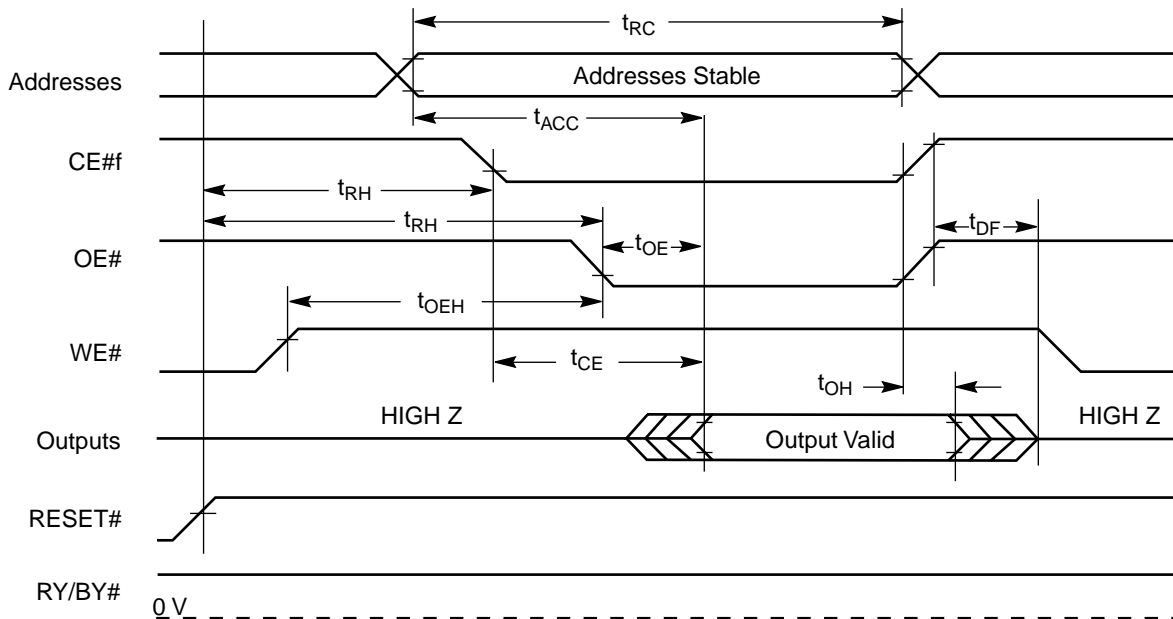 tRC
Addresses
Addresses Stable
tACC
CE#f
tRH
tRH
tOE
tDF
OE#
tOEH
WE#
tCE
tOH
HIGH Z
HIGH Z
Outputs
Output Valid
RESET#
RY/BY#
0 V